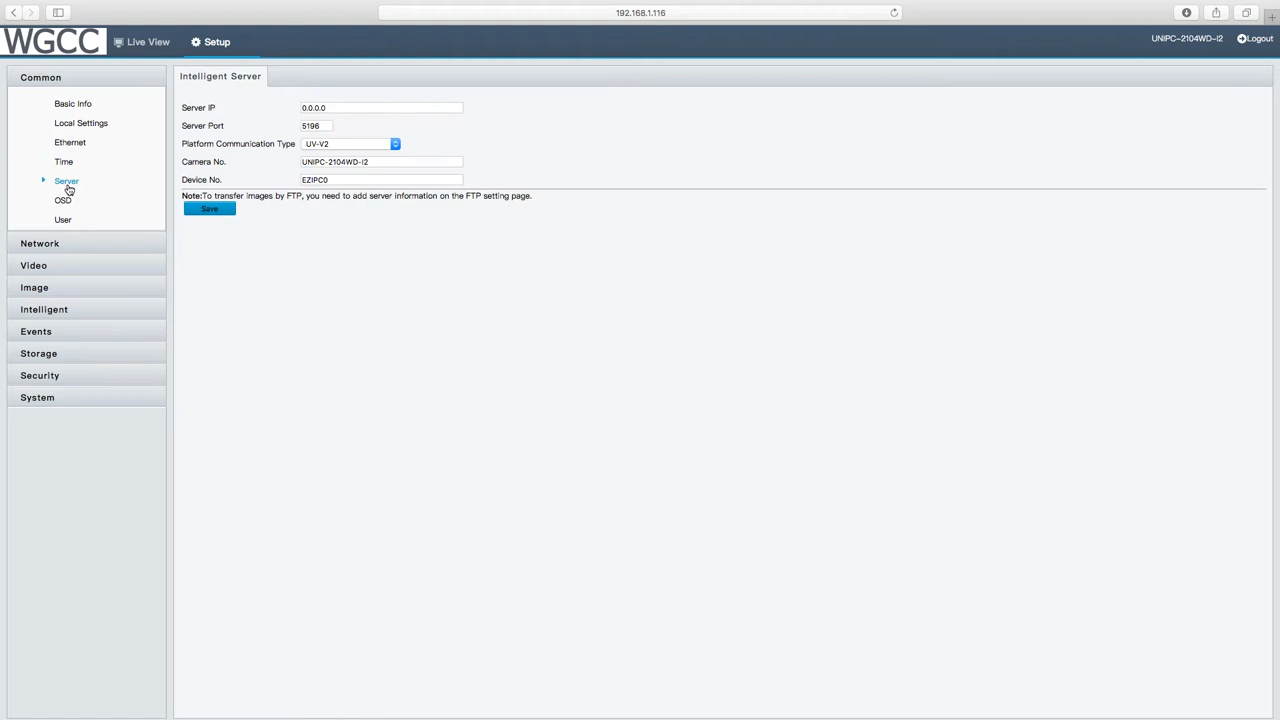 192.168.1.116
WGCC Live View Setup UNIPC-2104WD-I2 Logout
Common
Basic Info
Local Settings
Ethernet
Time
Server
OSD
User
Network
Video
Image
Intelligent
Events
Storage
Security
System
Intelligent Server
Server IP 0.0.0.0
Server Port 5196
Platform Communication Type UV-V2
Camera No. UNIPC-2104WD-I2
Device No. EZIPC0
Note:To transfer images by FTP, you need to add server information on the FTP setting page.
Save